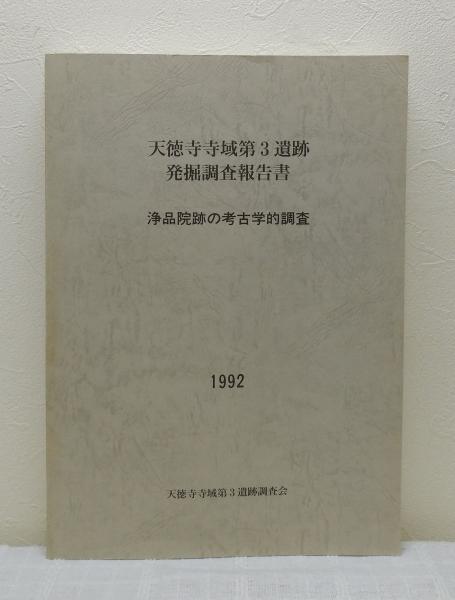 天徳寺寺域第3遺跡
発掘調査報告書
浄品院跡の考古学的調査
1992
天徳寺寺域第3遺跡調査会